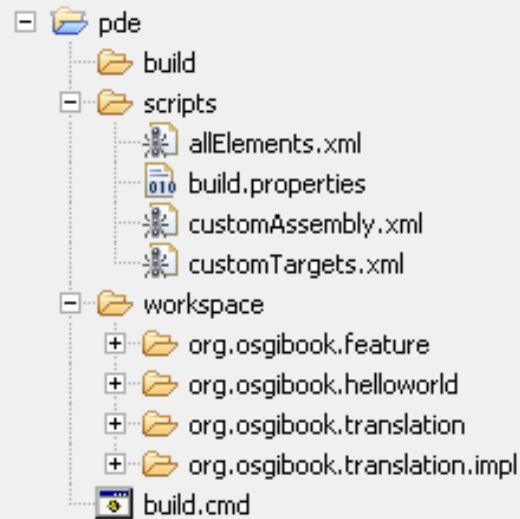 pde
build
scripts
allElements.xml
build.properties
customAssembly.xml
customTargets.xml
workspace
org.osgibook.feature
org.osgibook.helloworld
org.osgibook.translation
org.osgibook.translation.impl
build.cmd